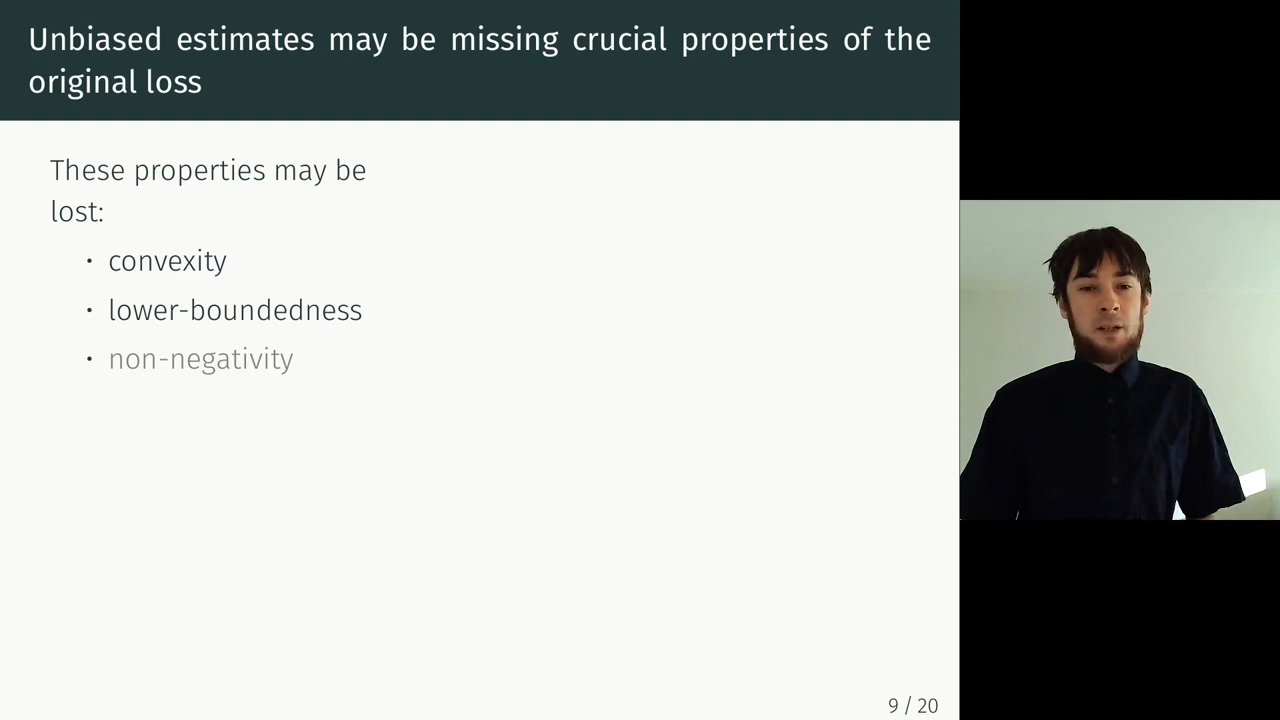 Unbiased estimates may be missing crucial properties of the
original loss
These properties may be
lost:
• convexity
• lower-boundedness
• non-negativity
9 / 20